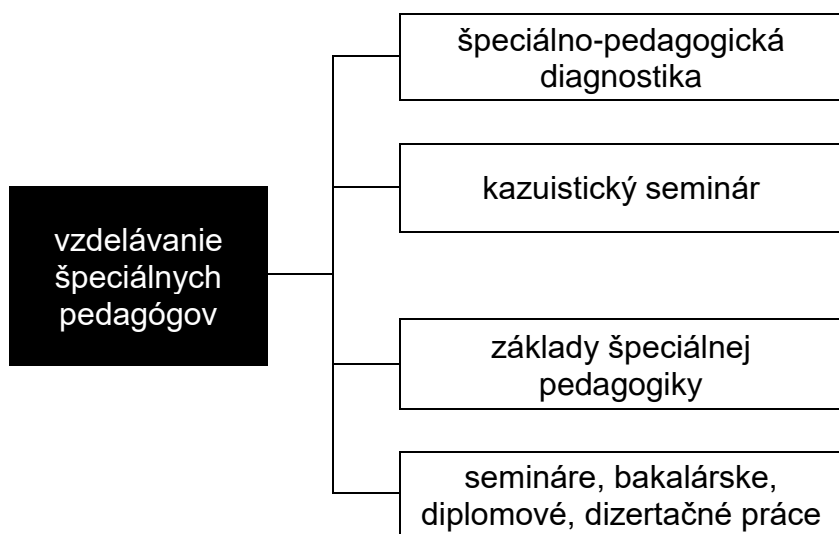 vzdelávanie
špeciálnych
pedagógov
špeciálno-pedagogická
diagnostika
kazuistický seminár
základy špeciálnej
pedagogiky
semináre, bakalárske,
diplomové, dizertačné práce